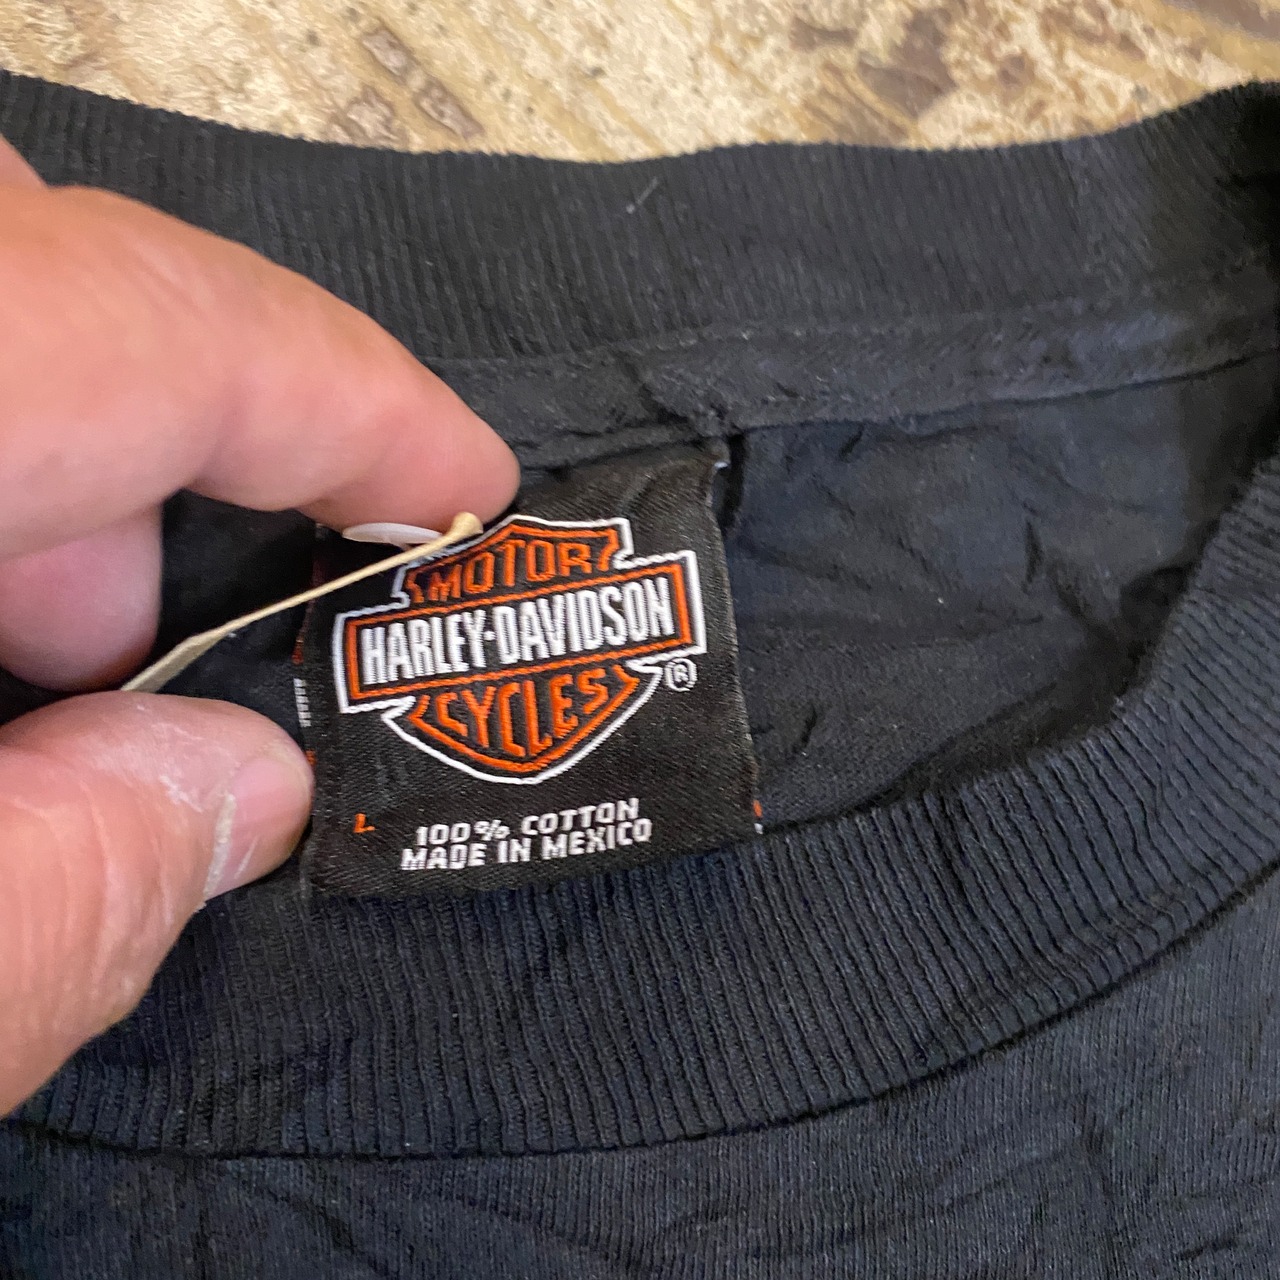 MOTOR
HARLEY-DAVIDSON
CYCLES
®
L
100% COTTON
MADE IN MEXICO